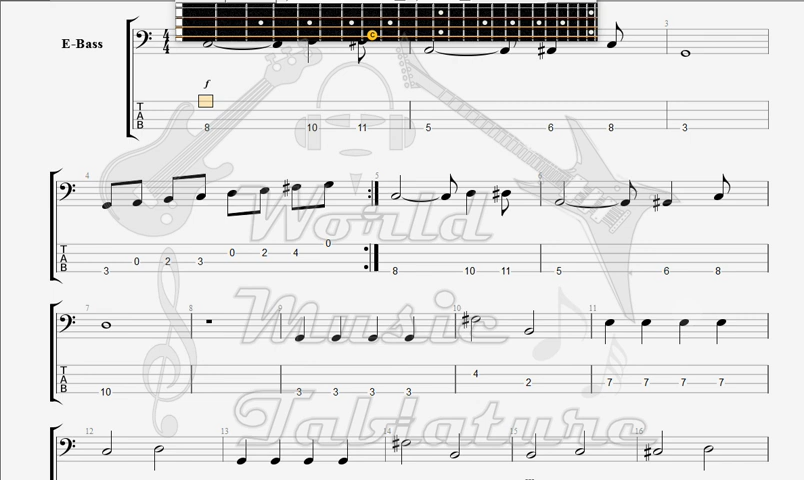 C
3
E-Bass
4
4
f
T
A
B
8 10 11 5 6 8 3
4 5 6
World
T
A
B
3 0 2 3 0 2 4 0 8 10 11 5 6 8
7 8 9 10 11
Music
T
A
B
10 3 3 3 3 4 2 7 7 7 7
Tablature
12 13 14 15 16